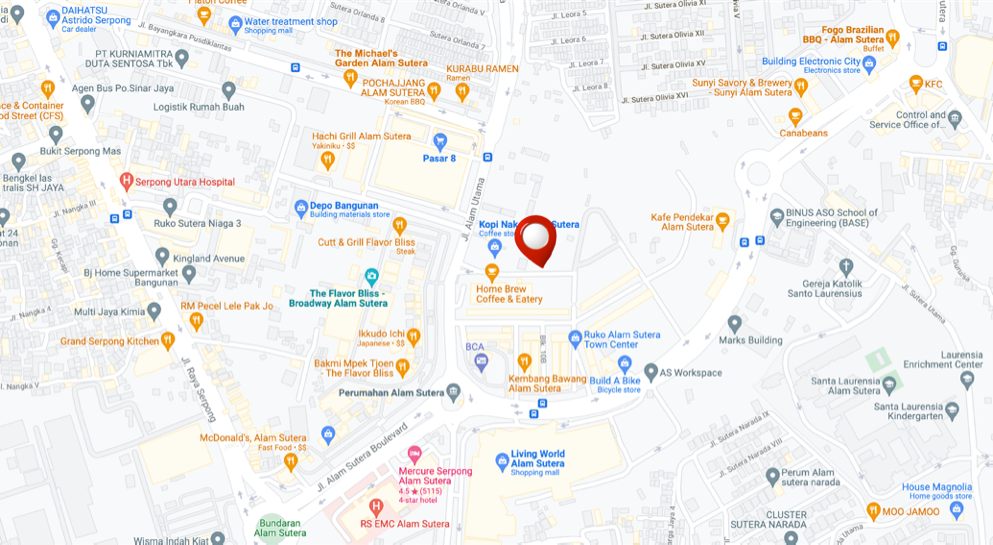 DAIHATSU
Astrido Serpong
Car dealer
Water treatment shop
Shopping mall
Jl. Bayangkara Pusdiklantas
PT KURNIAMITRA
DUTA SENTOSA Tbk
Agen Bus Po.Sinar Jaya
Logistik Rumah Buah
ce & Container
od Street (CFS)
Bukit Serpong Mas
Bengkel las
tralis SH JAYA
Serpong Utara Hospital
Jl. Nangka III
Ruko Sutera Niaga 3
Gg. Kecapi
Kingland Avenue
Bj Home Supermarket
Bangunan
Multi Jaya Kimia
Jl. Nangka 4
RM Pecel Lele Pak Jo
Grand Serpong Kitchen
Jl. Nangka V
Jl. Raya Serpong
McDonald's, Alam Sutera
Fast Food • $$
Bundaran
Alam Sutera
Wisma Indah Kiat
Sutera Orlanda 8
Sutera Orlanda 7
The Michael's
Garden Alam Sutera
KURABU RAMEN
Ramen
POCHAJJANG
ALAM SUTERA
Korean BBQ
Hachi Grill Alam Sutera
Yakiniku • $$
Pasar 8
Depo Bangunan
Building materials store
Cutt & Grill Flavor Bliss
Steak
The Flavor Bliss -
Broadway Alam Sutera
Ikkudo Ichi
Japanese • $$
Bakmi Mpek Tjoen
- The Flavor Bliss
Perumahan Alam Sutera
Jl. Alam Sutera Boulevard
Mercure Serpong
Alam Sutera
4.5 ★ (5115)
4-star hotel
RS EMC Alam Sutera
Jl. Alam Utama
Kopi Nak
Sutera
Home Brew
Coffee & Eatery
BCA
Blk. 10B
Kembang Bawang
Alam Sutera
Ruko Alam Sutera
Town Center
Build A Bike
Bicycle store
AS Workspace
Living World
Alam Sutera
Shopping mall
Jl. Leora 5
Jl. Leora 6
Jl. Leora 7
Jl. Leora 8
Jl. Sutera Olivia XI
Jl. Sutera Olivia XII
Jl. Sutera Olivia XV
Jl. Sutera Olivia XVI
Fogo Brazilian
BBQ - Alam Sutera
Buffet
Building Electronic City
Electronics store
Sunyi Savory & Brewery
- Sunyi Alam Sutera
KFC
Canabeans
Control and
Service Office of...
Kafe Pendekar
Alam Sutera
BINUS ASO School of
Engineering (BASE)
Gereja Katolik
Santo Laurensius
Jl. Sutera Utama
Marks Building
Laurensia
Enrichment Center
Santa Laurensia
Alam Sutera
Santa Laurensia
Kindergarten
Jl. Sutera Narada IX
Jl. Sutera Narada VIII
Perum Alam
sutera narada
CLUSTER
SUTERA NARADA
House Magnolia
Home goods store
MOO JAMOO